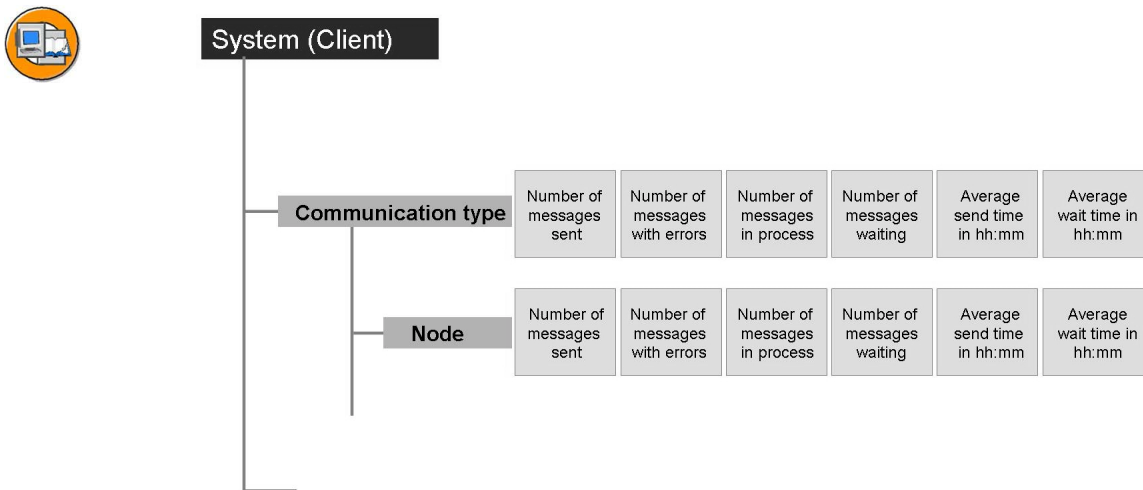 System (Client)
Communication type
Number of
messages
sent
Number of
messages
with errors
Number of
messages
in process
Number of
messages
waiting
Average
send time
in hh:mm
Average
wait time in
hh:mm
Node
Number of
messages
sent
Number of
messages
with errors
Number of
messages
in process
Number of
messages
waiting
Average
send time
in hh:mm
Average
wait time in
hh:mm